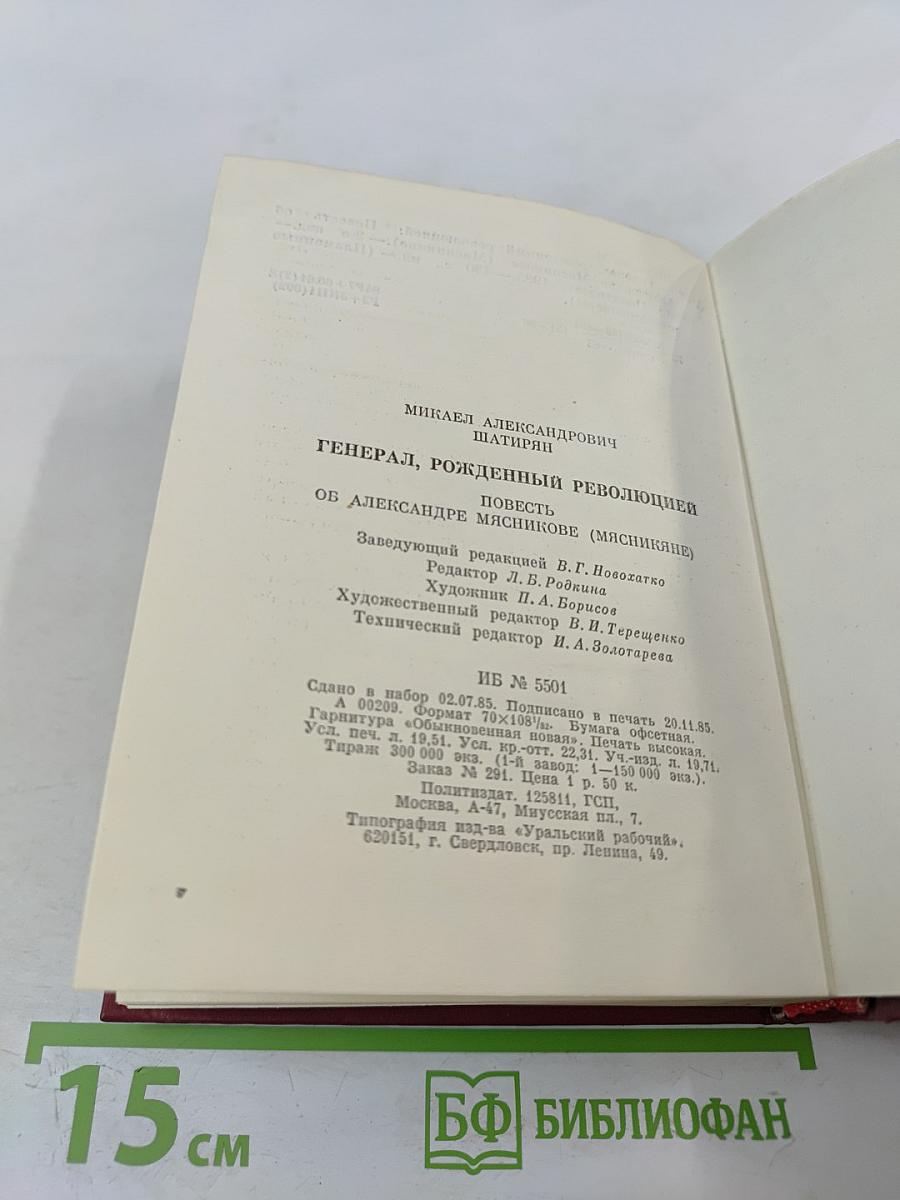 МИКАЕЛ АЛЕКСАНДРОВИЧ
ШАТИРЯН
ГЕНЕРАЛ, РОЖДЕННЫЙ РЕВОЛЮЦИЕЙ
ПОВЕСТЬ
ОБ АЛЕКСАНДРЕ МЯСНИКОВЕ (МЯСНИКЯНЕ)
Заведующий редакцией В. Г. Новохатко
Редактор Л. Б. Родкина
Художник П. А. Борисов
Художественный редактор В. И. Терещенко
Технический редактор И. А. Золотарева
ИБ № 5501
Сдано в набор 02.07.85. Подписано в печать 20.11.85.
А 00209. Формат 70×108¹/₃₂. Бумага офсетная.
Гарнитура «Обыкновенная новая». Печать высокая.
Усл. печ. л. 19,51. Усл. кр.-отт. 22,31. Уч.-изд. л. 19,71.
Тираж 300 000 экз. (1-й завод: 1—150 000 экз.).
Заказ № 291. Цена 1 р. 50 к.
Политиздат. 125811, ГСП,
Москва, А-47, Миусская пл., 7.
Типография изд-ва «Уральский рабочий».
620151, г. Свердловск, пр. Ленина, 49.
15 см
БФ БИБЛИОФАН